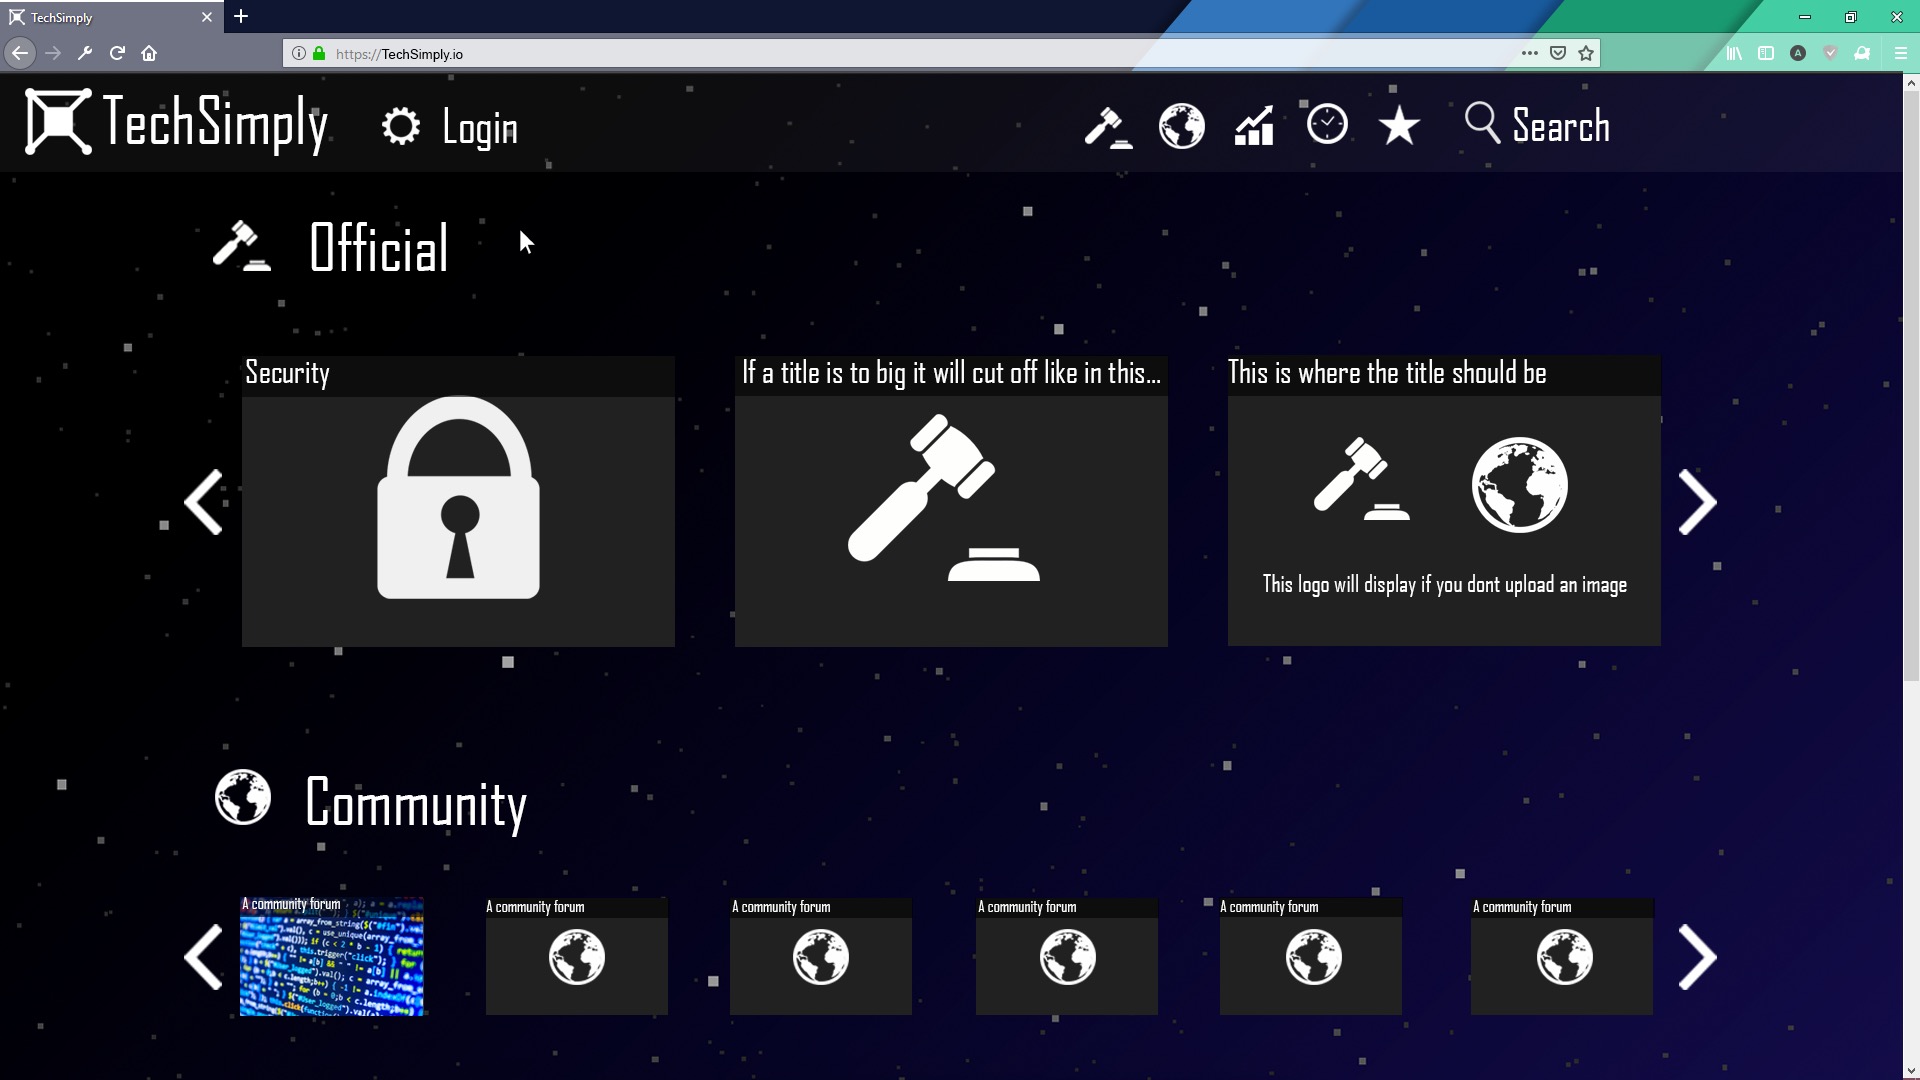 TechSimply
https://TechSimply.io
TechSimply
Login
Search
Official
Security
If a title is to big it will cut off like in this...
This is where the title should be
This logo will display if you dont upload an image
Community
A community forum
A community forum
A community forum
A community forum
A community forum
A community forum